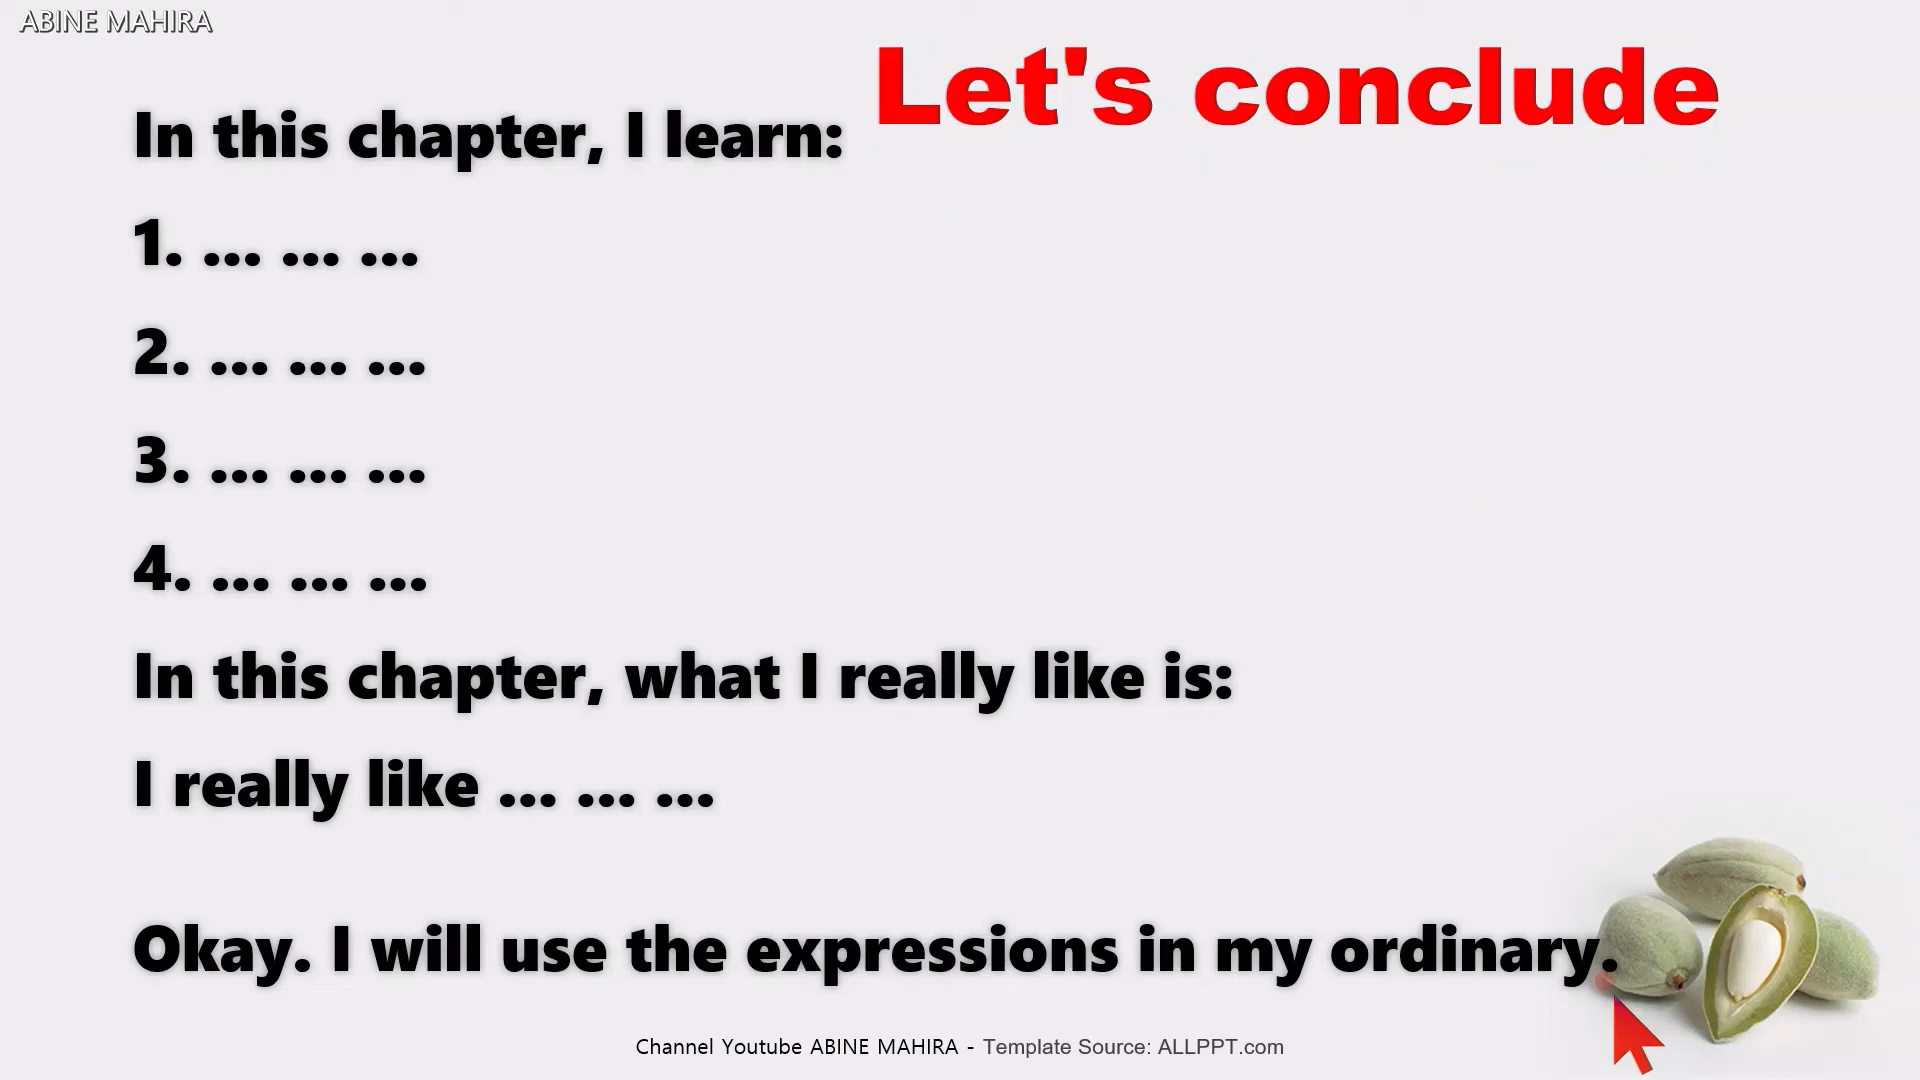 ABINE MAHIRA
Let's conclude
In this chapter, I learn:
1. ... ... ...
2. ... ... ...
3. ... ... ...
4. ... ... ...
In this chapter, what I really like is:
I really like ... ... ...
Okay. I will use the expressions in my ordinary.
Channel Youtube ABINE MAHIRA - Template Source: ALLPPT.com